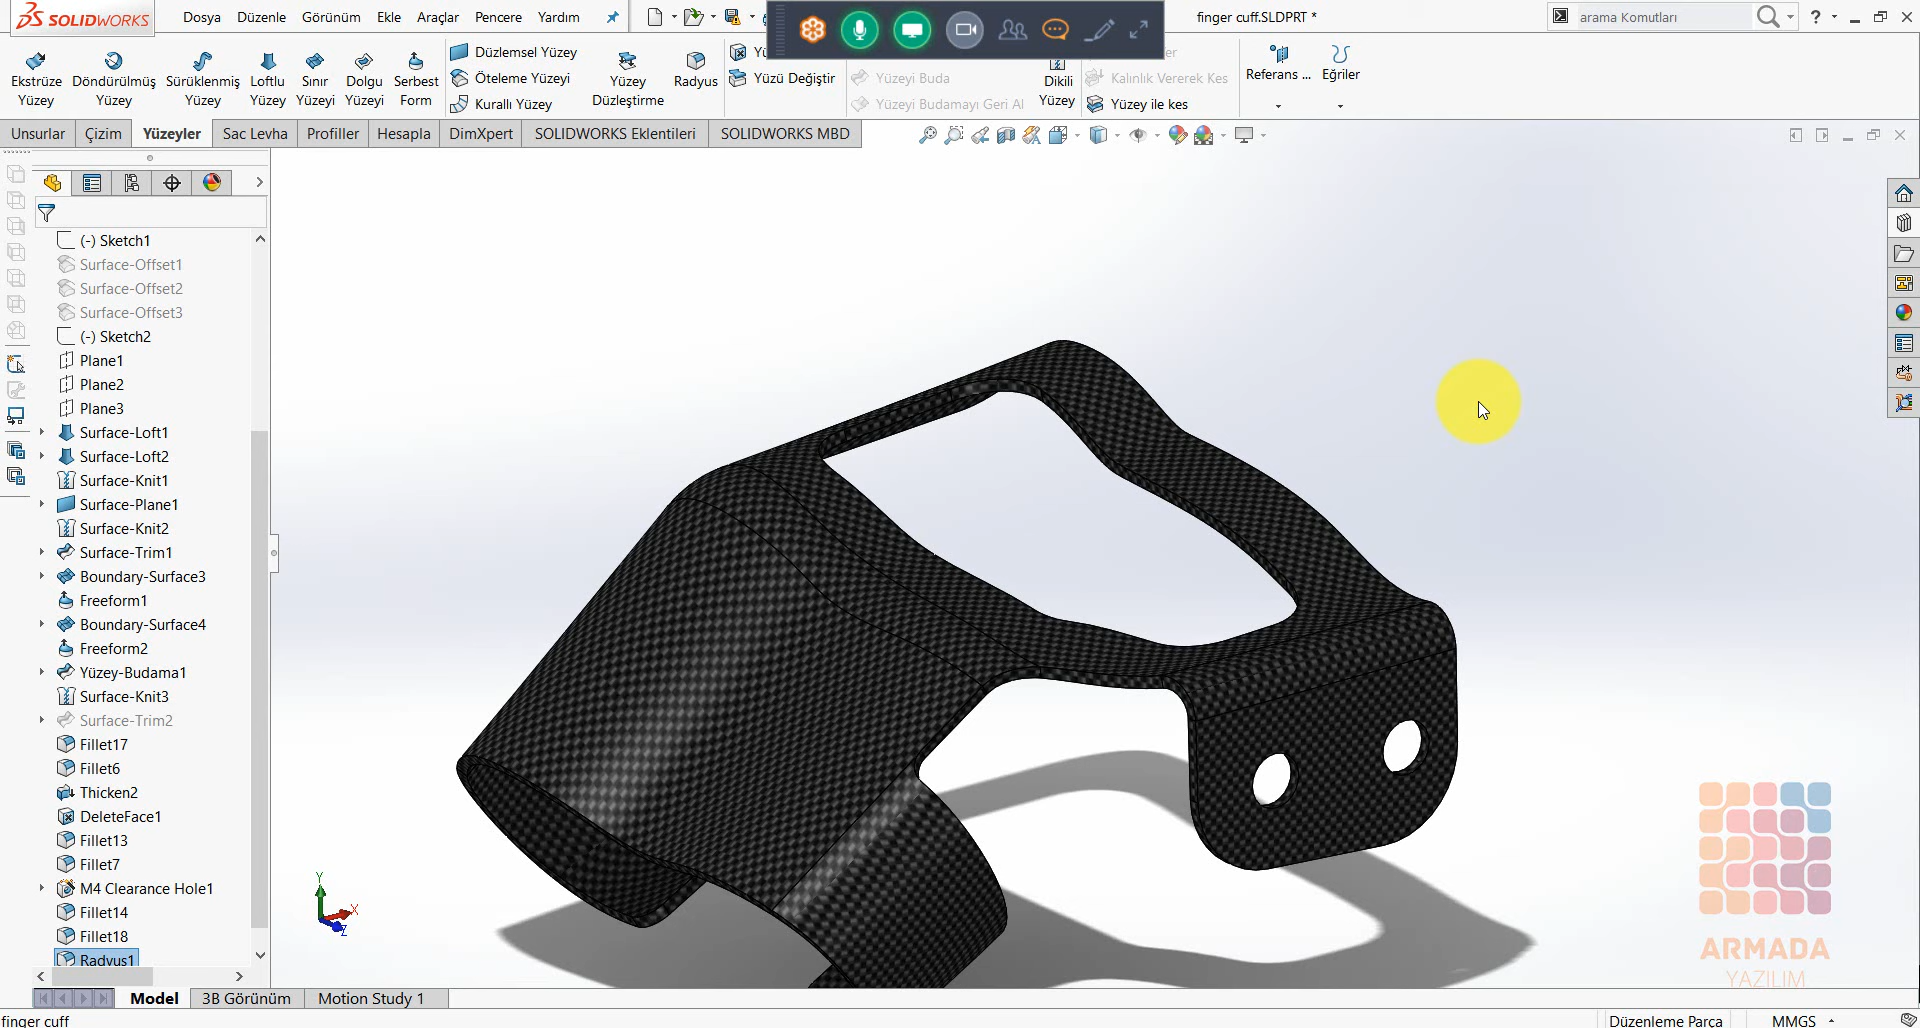 SOLIDWORKS
Dosya Düzenle Görünüm Ekle Araçlar Pencere Yardım
finger cuff.SLDPRT *
arama Komutları
?
Ekstrüze Yüzey
Döndürülmüş Yüzey
Sürüklenmiş Yüzey
Loftlu Yüzey
Sınır Yüzeyi
Dolgu Yüzeyi
Serbest Form
Düzlemsel Yüzey
Öteleme Yüzeyi
Kurallı Yüzey
Yüzey Düzleştirme
Radyus
Yüzü Değiştir
Yüzeyi Buda
Yüzeyi Budamayı Geri Al
Dikili Yüzey
Kalınlık Vererek Kes
Yüzey ile kes
Referans ...
Eğriler
Unsurlar Çizim Yüzeyler Sac Levha Profiller Hesapla DimXpert SOLIDWORKS Eklentileri SOLIDWORKS MBD
(-) Sketch1
Surface-Offset1
Surface-Offset2
Surface-Offset3
(-) Sketch2
Plane1
Plane2
Plane3
Surface-Loft1
Surface-Loft2
Surface-Knit1
Surface-Plane1
Surface-Knit2
Surface-Trim1
Boundary-Surface3
Freeform1
Boundary-Surface4
Freeform2
Yüzey-Budama1
Surface-Knit3
Surface-Trim2
Fillet17
Fillet6
Thicken2
DeleteFace1
Fillet13
Fillet7
M4 Clearance Hole1
Fillet14
Fillet18
Radyus1
Y
X
Z
ARMADA
YAZILIM
Model 3B Görünüm Motion Study 1
finger cuff
Düzenleme Parça
MMGS